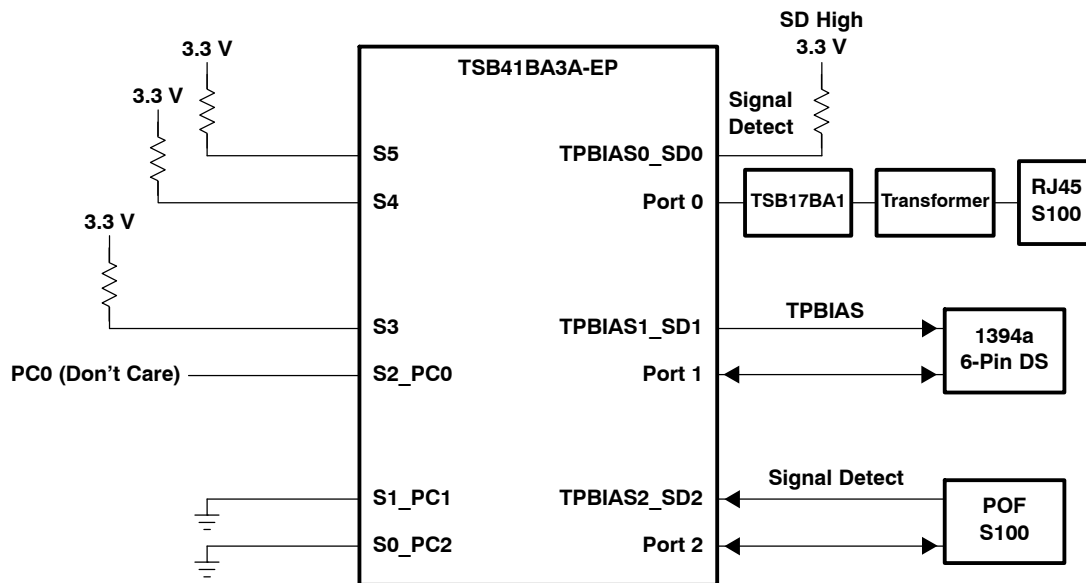 SD High
3.3 V
3.3 V
TSB41BA3A-EP
3.3 V
Signal
Detect
S5
TPBIAS0_SD0
S4
Port 0
TSB17BA1
Transformer
RJ45
S100
3.3 V
S3
TPBIAS1_SD1
TPBIAS
1394a
6-Pin DS
PC0 (Don't Care)
S2_PC0
Port 1
S1_PC1
TPBIAS2_SD2
Signal Detect
POF
S100
S0_PC2
Port 2